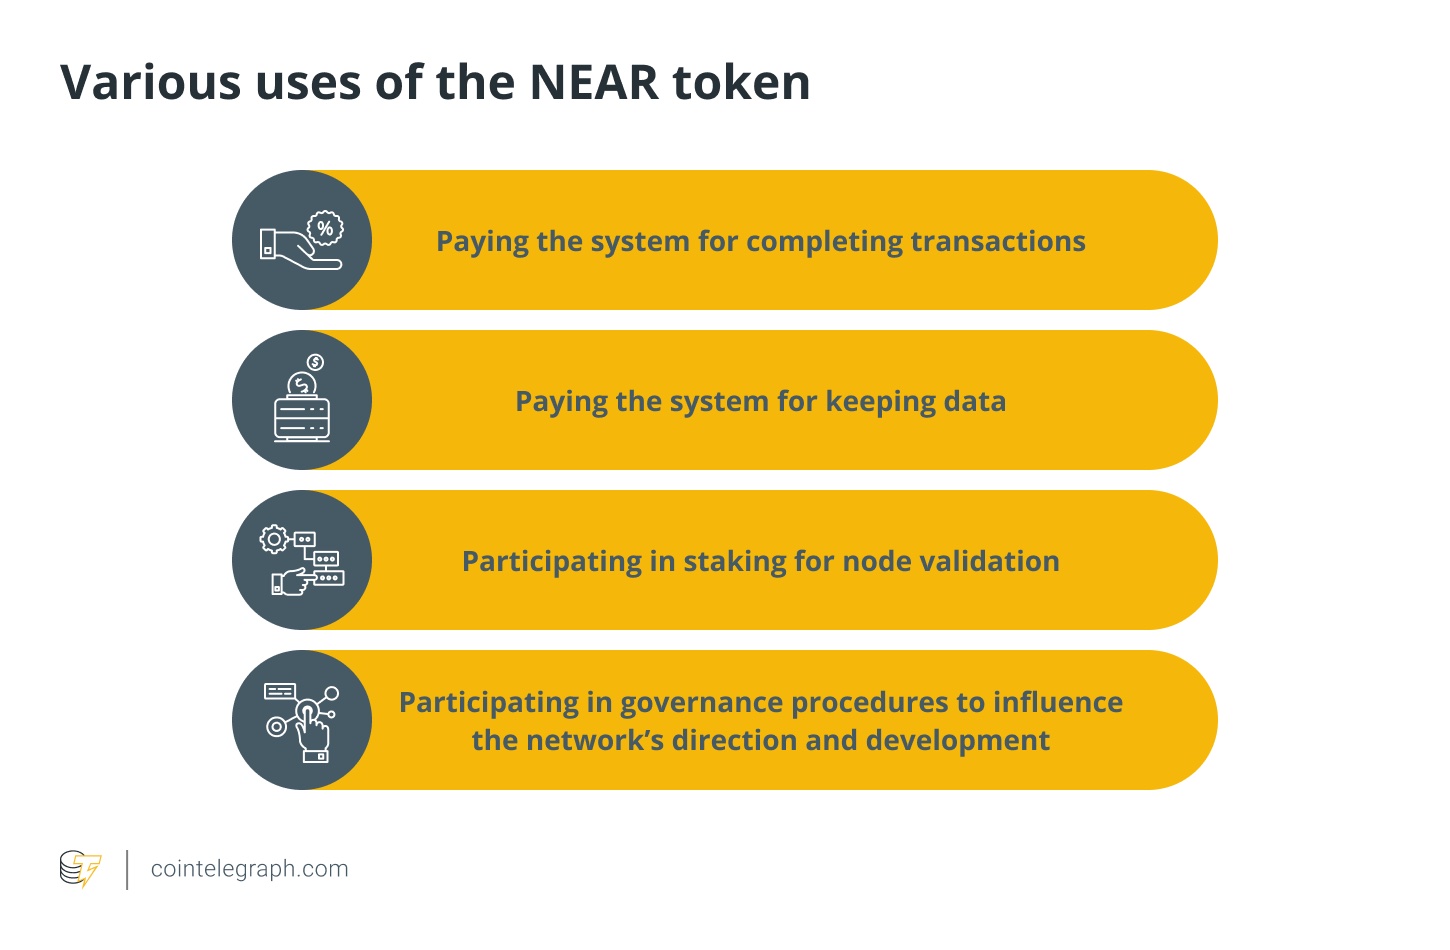 Various uses of the NEAR token
%
Paying the system for completing transactions
$
$
Paying the system for keeping data
Participating in staking for node validation
Participating in governance procedures to influence
the network’s direction and development
cointelegraph.com